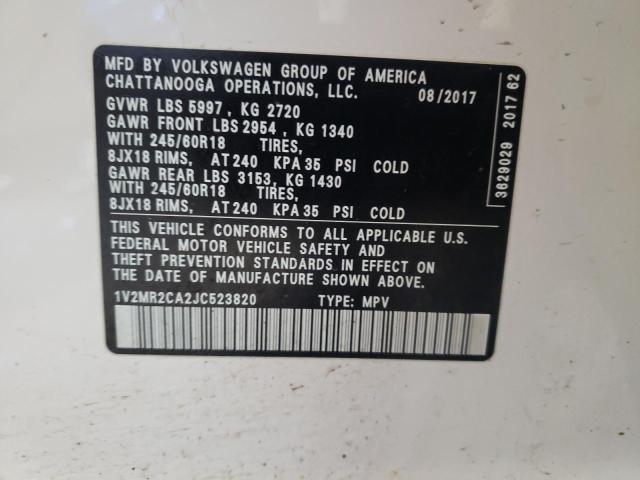 MFD BY VOLKSWAGEN GROUP OF AMERICA
CHATTANOOGA OPERATIONS, LLC.
08/2017
GVWR LBS 5997 , KG 2720
GAWR FRONT LBS 2954 , KG 1340
WITH 245/60R18 TIRES,
8JX18 RIMS, AT 240 KPA 35 PSI COLD
GAWR REAR LBS 3153, KG 1430
WITH 245/60R18 TIRES,
8JX18 RIMS, AT 240 KPA 35 PSI COLD
THIS VEHICLE CONFORMS TO ALL APPLICABLE U.S.
FEDERAL MOTOR VEHICLE SAFETY AND
THEFT PREVENTION STANDARDS IN EFFECT ON
THE DATE OF MANUFACTURE SHOWN ABOVE.
1V2MR2CA2JC523820 TYPE: MPV
3629029 2017 62